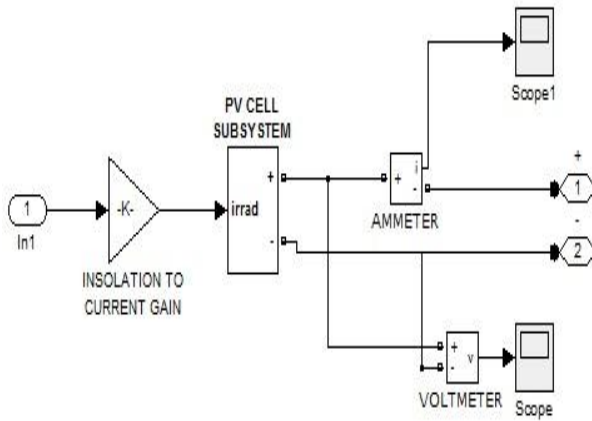 Scope1
PV CELL
SUBSYSTEM
+
-
irrad
1
In1
-K-
INSOLATION TO
CURRENT GAIN
+
i
-
AMMETER
+
1
-
2
+
-
v
VOLTMETER
Scope